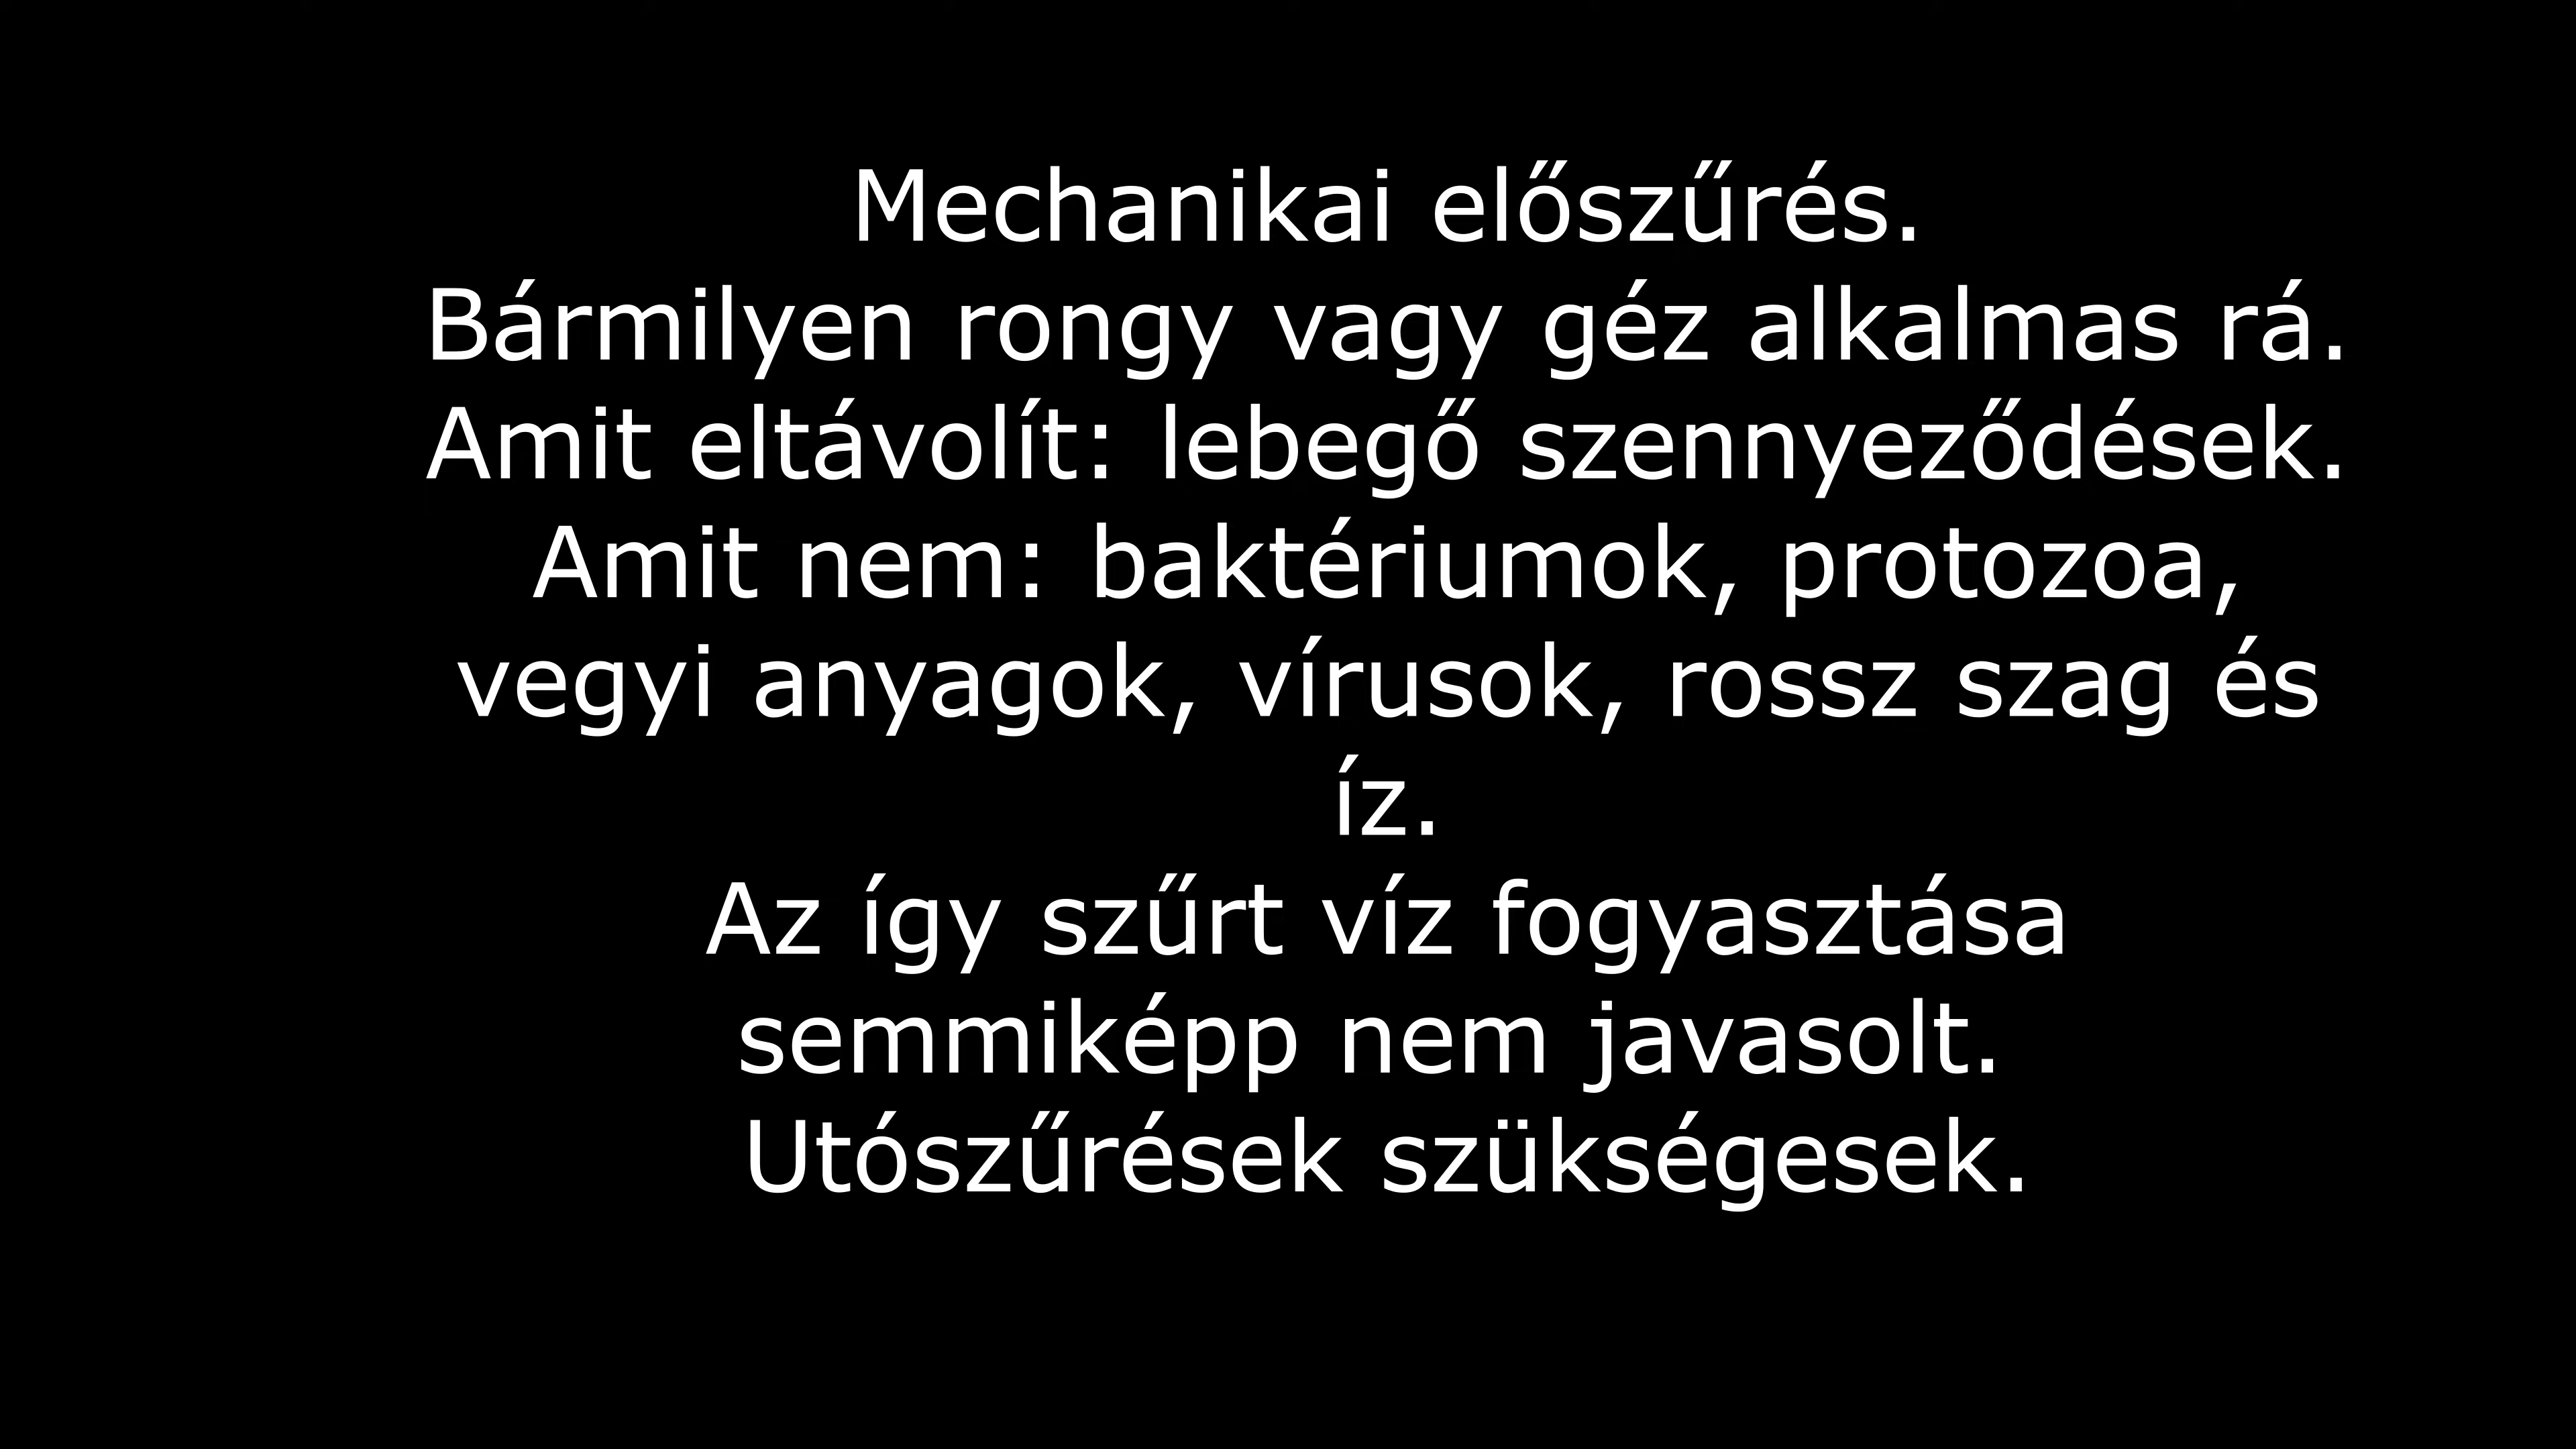 Mechanikai előszűrés.
Bármilyen rongy vagy géz alkalmas rá.
Amit eltávolít: lebegő szennyeződések.
Amit nem: baktériumok, protozoa,
vegyi anyagok, vírusok, rossz szag és
íz.
Az így szűrt víz fogyasztása
semmiképp nem javasolt.
Utószűrések szükségesek.